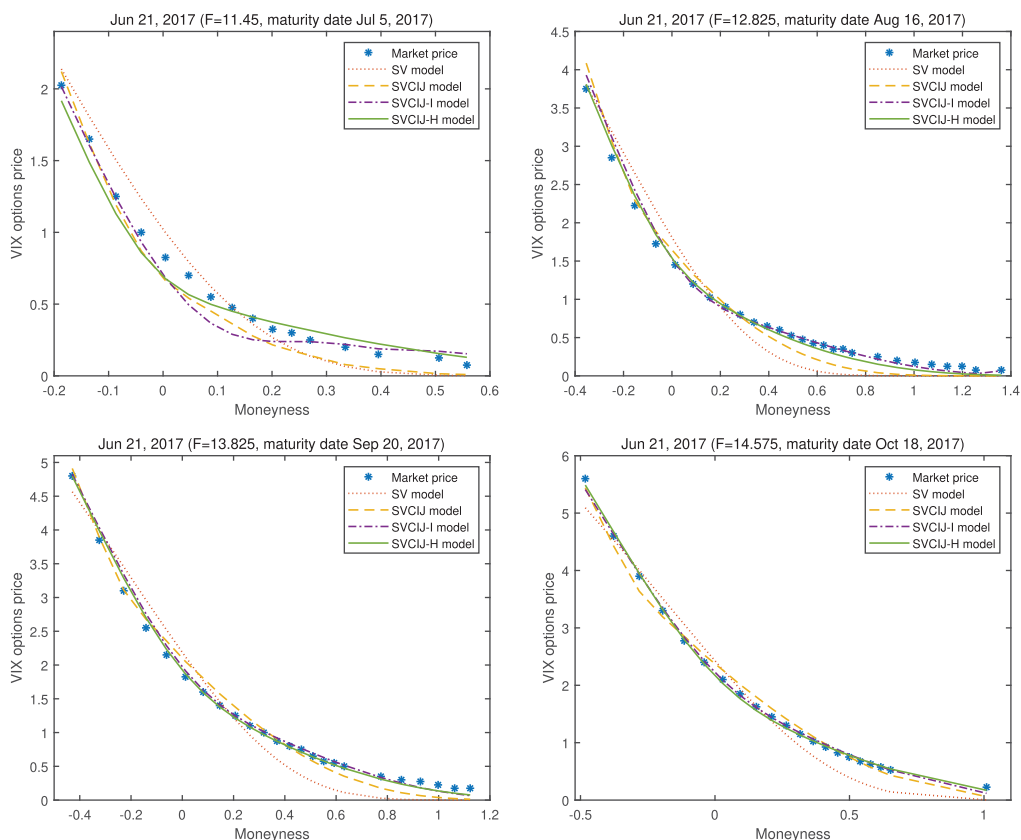 Jun 21, 2017 (F=11.45, maturity date Jul 5, 2017)
VIX options price
2
1.5
1
0.5
0
-0.2 -0.1 0 0.1 0.2 0.3 0.4 0.5 0.6
Moneyness
Market price
SV model
SVCIJ model
SVCIJ-I model
SVCIJ-H model
Jun 21, 2017 (F=12.825, maturity date Aug 16, 2017)
VIX options price
4.5
4
3.5
3
2.5
2
1.5
1
0.5
0
-0.4 -0.2 0 0.2 0.4 0.6 0.8 1 1.2 1.4
Moneyness
Market price
SV model
SVCIJ model
SVCIJ-I model
SVCIJ-H model
Jun 21, 2017 (F=13.825, maturity date Sep 20, 2017)
VIX options price
5
4.5
4
3.5
3
2.5
2
1.5
1
0.5
0
-0.4 -0.2 0 0.2 0.4 0.6 0.8 1 1.2
Moneyness
Market price
SV model
SVCIJ model
SVCIJ-I model
SVCIJ-H model
Jun 21, 2017 (F=14.575, maturity date Oct 18, 2017)
VIX options price
6
5
4
3
2
1
0
-0.5 0 0.5 1
Moneyness
Market price
SV model
SVCIJ model
SVCIJ-I model
SVCIJ-H model